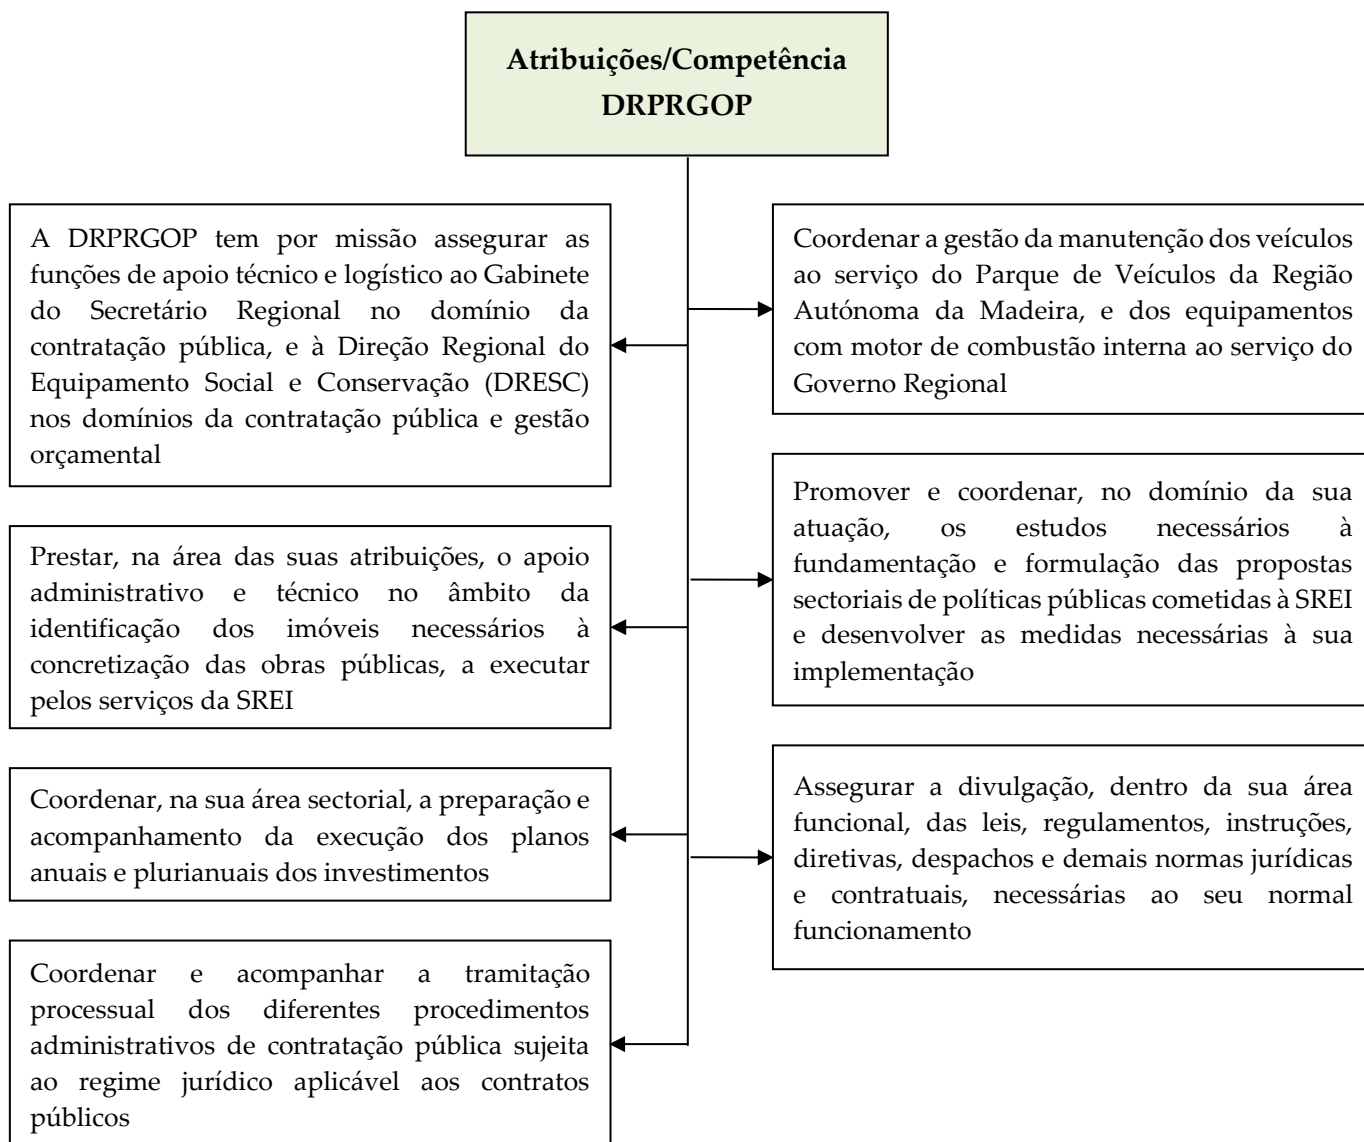 Atribuições/Competência
DRPRGOP
A DRPRGOP tem por missão assegurar as
funções de apoio técnico e logístico ao Gabinete
do Secretário Regional no domínio da
contratação pública, e à Direção Regional do
Equipamento Social e Conservação (DRESC)
nos domínios da contratação pública e gestão
orçamental
Prestar, na área das suas atribuições, o apoio
administrativo e técnico no âmbito da
identificação dos imóveis necessários à
concretização das obras públicas, a executar
pelos serviços da SREI
Coordenar, na sua área sectorial, a preparação e
acompanhamento da execução dos planos
anuais e plurianuais dos investimentos
Coordenar e acompanhar a tramitação
processual dos diferentes procedimentos
administrativos de contratação pública sujeita
ao regime jurídico aplicável aos contratos
públicos
Coordenar a gestão da manutenção dos veículos
ao serviço do Parque de Veículos da Região
Autónoma da Madeira, e dos equipamentos
com motor de combustão interna ao serviço do
Governo Regional
Promover e coordenar, no domínio da sua
atuação, os estudos necessários à
fundamentação e formulação das propostas
sectoriais de políticas públicas cometidas à SREI
e desenvolver as medidas necessárias à sua
implementação
Assegurar a divulgação, dentro da sua área
funcional, das leis, regulamentos, instruções,
diretivas, despachos e demais normas jurídicas
e contratuais, necessárias ao seu normal
funcionamento